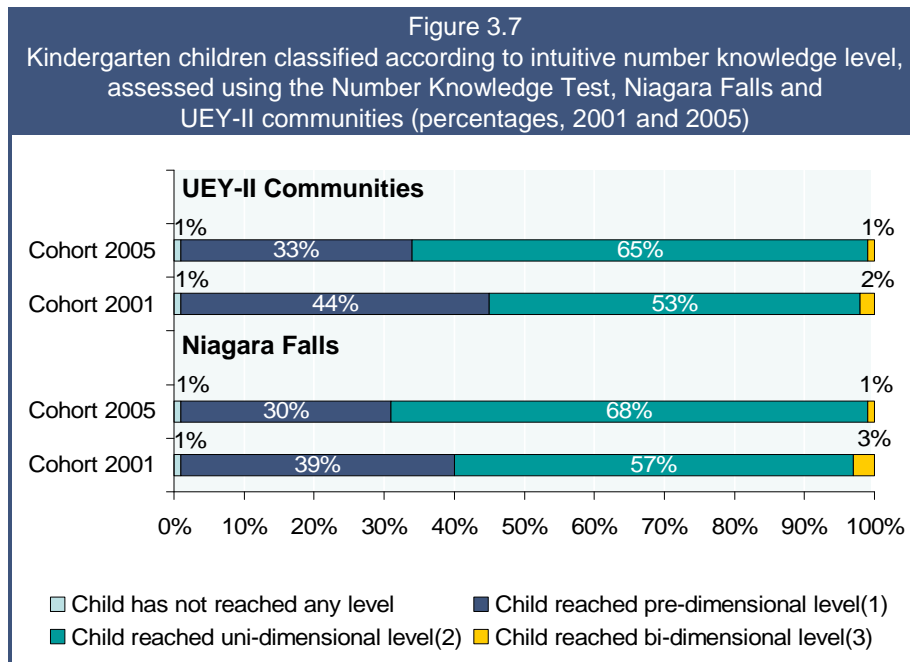 Figure 3.7
Kindergarten children classified according to intuitive number knowledge level,
assessed using the Number Knowledge Test, Niagara Falls and
UEY-II communities (percentages, 2001 and 2005)
UEY-II Communities
1% 1%
Cohort 2005 33% 65%
1% 2%
Cohort 2001 44% 53%
Niagara Falls
1% 1%
Cohort 2005 30% 68%
1% 3%
Cohort 2001 39% 57%
0% 10% 20% 30% 40% 50% 60% 70% 80% 90% 100%
Child has not reached any level Child reached pre-dimensional level(1)
Child reached uni-dimensional level(2) Child reached bi-dimensional level(3)